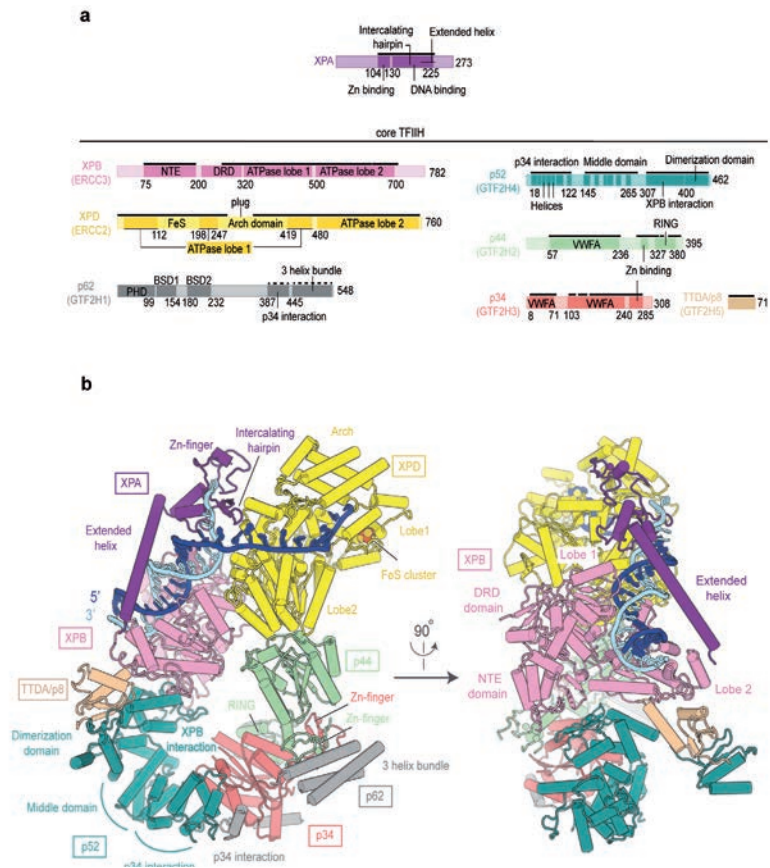 a
Intercalating
hairpin
Extended helix
XPA
273
104 130 225
Zn binding
DNA binding
core TFIIH
XPB
(ERCC3)
NTE
DRD
ATPase lobe 1
ATPase lobe 2
782
75 200 320 500 700
plug
XPD
(ERCC2)
FeS
Arch domain
ATPase lobe 2
760
112 198 247 419 480
ATPase lobe 1
3 helix bundle
BSD1
BSD2
p62
(GTF2H1)
PHD
548
99 154 180 232 387 445
p34 interaction
p34 interaction
Middle domain
Dimerization domain
p52
(GTF2H4)
462
18 122 145 265 307 400
Helices
XPB interaction
RING
p44
(GTF2H2)
VWFA
395
57 236 327 380
Zn binding
p34
(GTF2H3)
VWFA
VWFA
308
8 71 103 240 285
TTDA/p8
(GTF2H5)
71
b
Zn-finger
Intercalating
hairpin
Arch
XPA
XPD
Extended
helix
Lobe1
FeS cluster
5'
3'
Lobe2
XPB
TTDA/p8
p44
Zn-finger
RING
Zn-finger
Dimerization
domain
XPB
interaction
3 helix bundle
Middle domain
p62
p52
p34
p34 interaction
p34 interaction
90°
Lobe 1
XPB
DRD
domain
Extended
helix
NTE
domain
Lobe 2